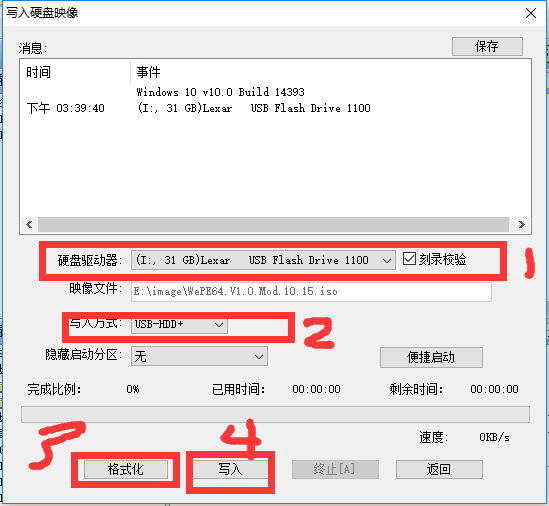 写入硬盘映像
消息:
保存
时间 事件
Windows 10 v10.0 Build 14393
下午 03:39:40 (I:, 31 GB)Lexar USB Flash Drive 1100
硬盘驱动器: (I:, 31 GB)Lexar USB Flash Drive 1100 刻录校验 1
映像文件: E:\image\WePE64.V1.0.Mod.10.15.iso
写入方式: USB-HDD+ 2
隐藏启动分区: 无 便捷启动
完成比例: 0% 已用时间: 00:00:00 剩余时间: 00:00:00
速度: 0KB/s
3 4
格式化 写入 终止[A] 返回